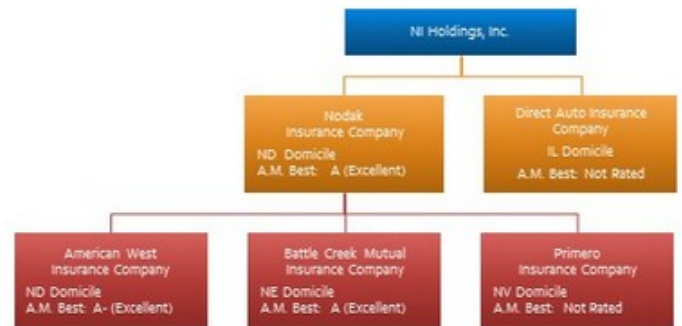 NI Holdings, Inc.
Nodak
Insurance Company
ND Domicile
A.M. Best: A (Excellent)
Direct Auto Insurance
Company
IL Domicile
A.M. Best: Not Rated
American West
Insurance Company
ND Domicile
A.M. Best: A- (Excellent)
Battle Creek Mutual
Insurance Company
NE Domicile
A.M. Best: A (Excellent)
Primero
Insurance Company
NV Domicile
A.M. Best: Not Rated